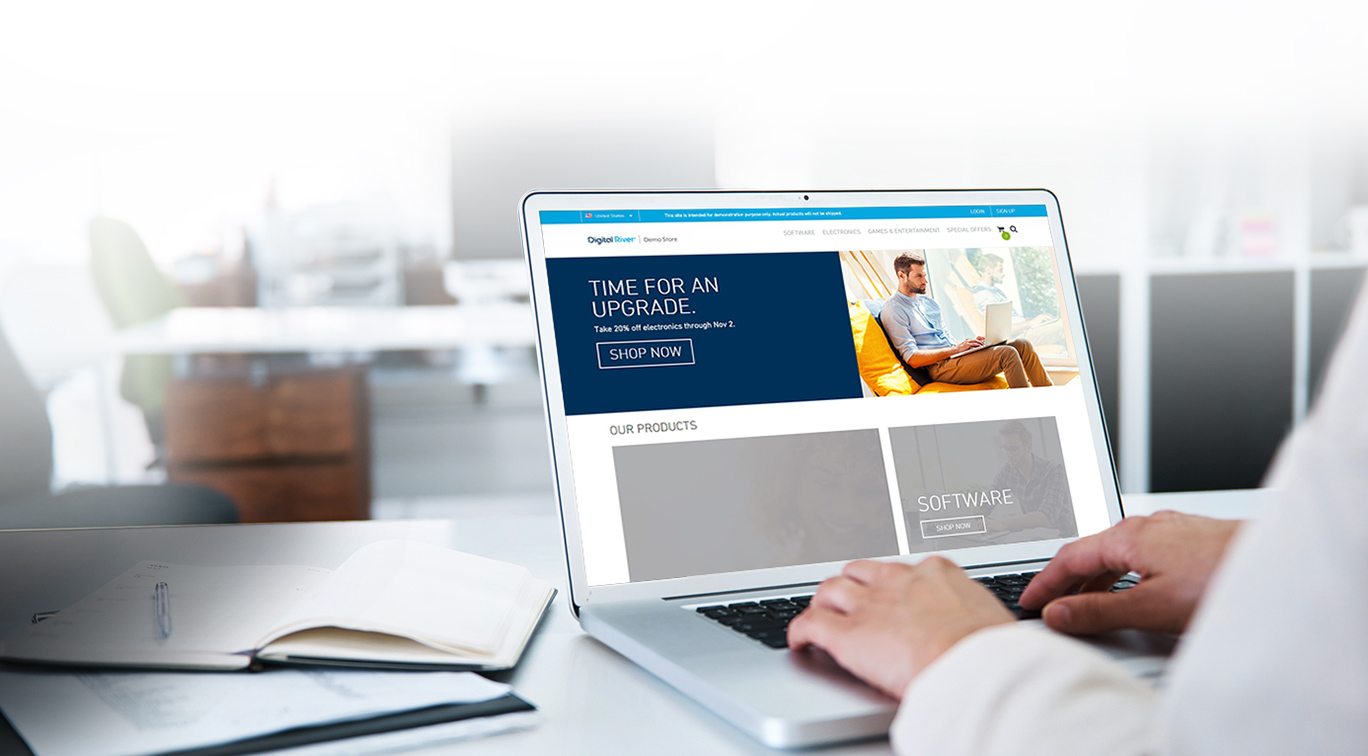 United States
This site is intended for demonstration purpose only. Actual products will not be shipped.
LOGIN
SIGN UP
Digital River
Demo Store
SOFTWARE
ELECTRONICS
GAMES & ENTERTAINMENT
SPECIAL OFFERS
TIME FOR AN
UPGRADE.
Take 20% off electronics through Nov 2.
SHOP NOW
OUR PRODUCTS
SOFTWARE
SHOP NOW